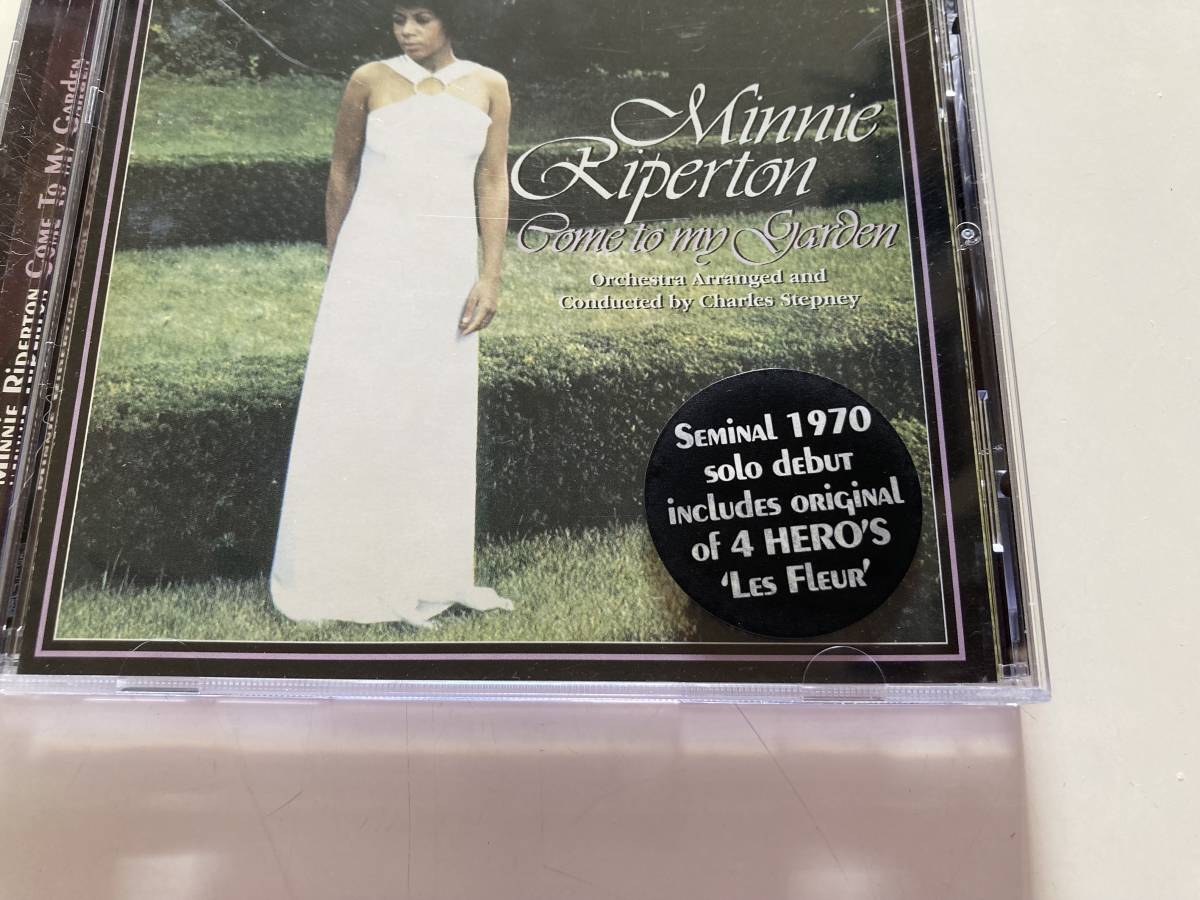 Minnie
Riperton
Come to my Garden
Orchestra Arranged and
Conducted by Charles Stepney
Seminal 1970
solo debut
includes original
of 4 HERO'S
'Les Fleur'
Minnie Riperton Come To My Garden